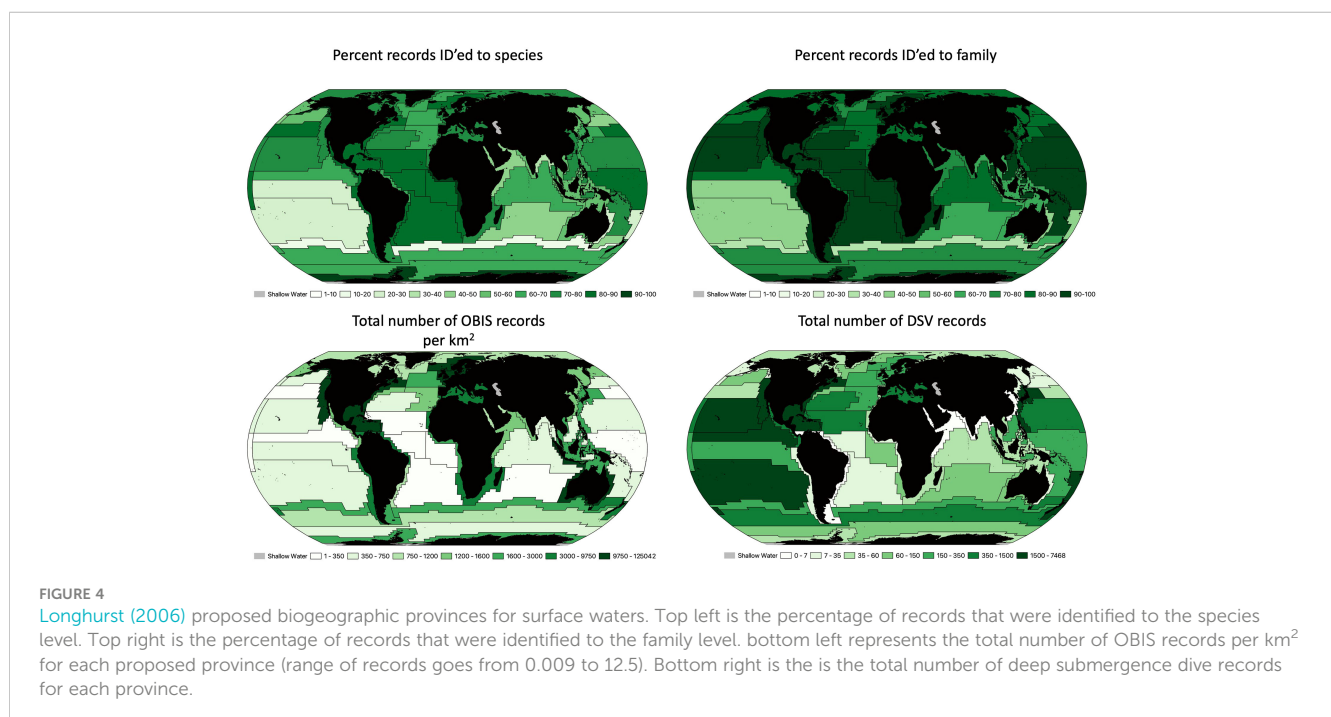 Percent records ID'ed to species
Percent records ID'ed to family
Shallow Water 1-10 10-20 20-30 30-40 40-50 50-60 60-70 70-80 80-90 90-100
Shallow Water 1-10 10-20 20-30 30-40 40-50 50-60 60-70 70-80 80-90 90-100
Total number of OBIS records
per km²
Total number of DSV records
Shallow Water 1 - 350 350 - 750 750 - 1200 1200 - 1600 1600 - 3000 3000 - 9750 9750 - 125042
Shallow Water 0 - 7 7 - 35 35 - 60 60 - 150 150 - 350 350 - 1500 1500 - 7468
FIGURE 4
Longhurst (2006) proposed biogeographic provinces for surface waters. Top left is the percentage of records that were identified to the species
level. Top right is the percentage of records that were identified to the family level. bottom left represents the total number of OBIS records per km²
for each proposed province (range of records goes from 0.009 to 12.5). Bottom right is the is the total number of deep submergence dive records
for each province.